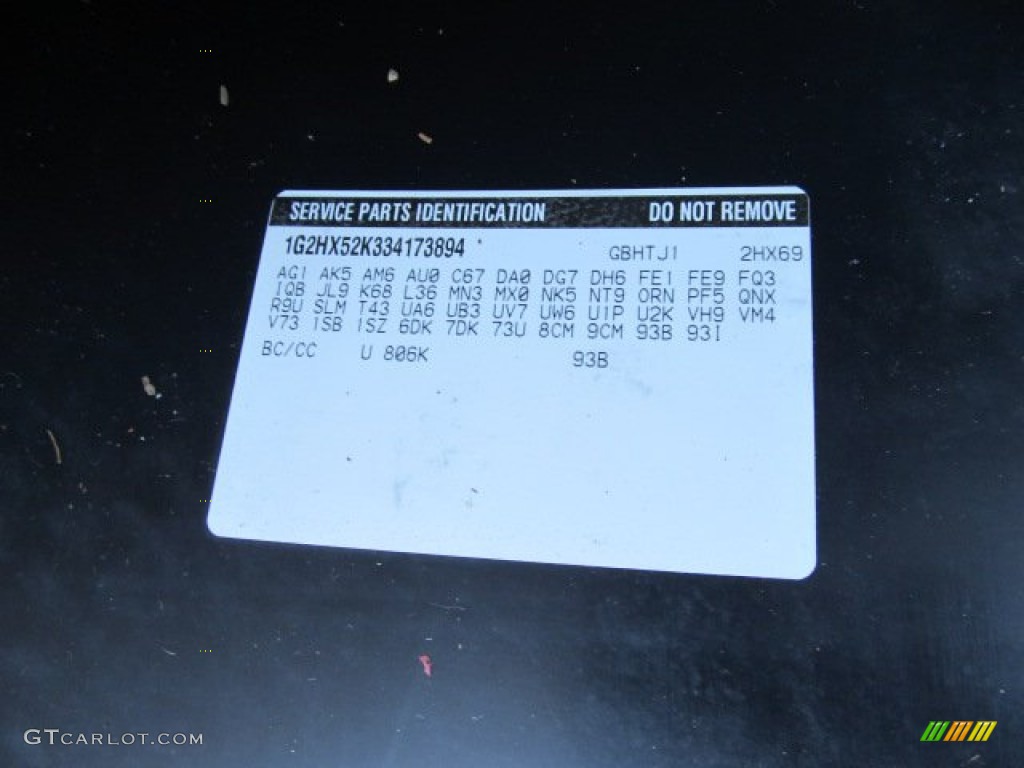 SERVICE PARTS IDENTIFICATION DO NOT REMOVE
1G2HX52K334173894 * GBHTJ1 2HX69
AG1 AK5 AM6 AU0 C67 DA0 DG7 DH6 FE1 FE9 FQ3
IQB JL9 K68 L36 MN3 MX0 NK5 NT9 ORN PF5 QNX
R9U SLM T43 UA6 UB3 UV7 UW6 U1P U2K VH9 VM4
V73 1SB 1SZ 6DK 7DK 73U 8CM 9CM 93B 93I
BC/CC U 806K 93B
GTCARLOT.COM